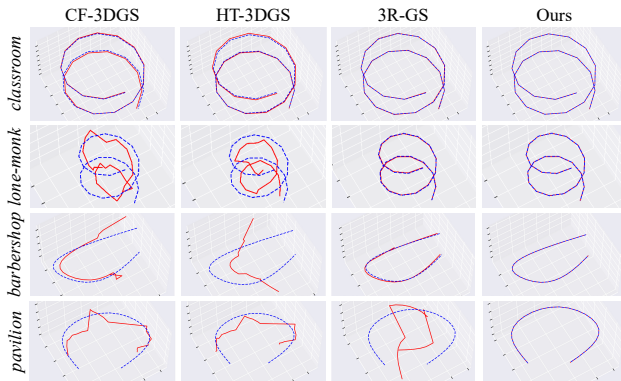 CF-3DGS HT-3DGS 3R-GS Ours
classroom
lone-monk
barbershop
pavilion